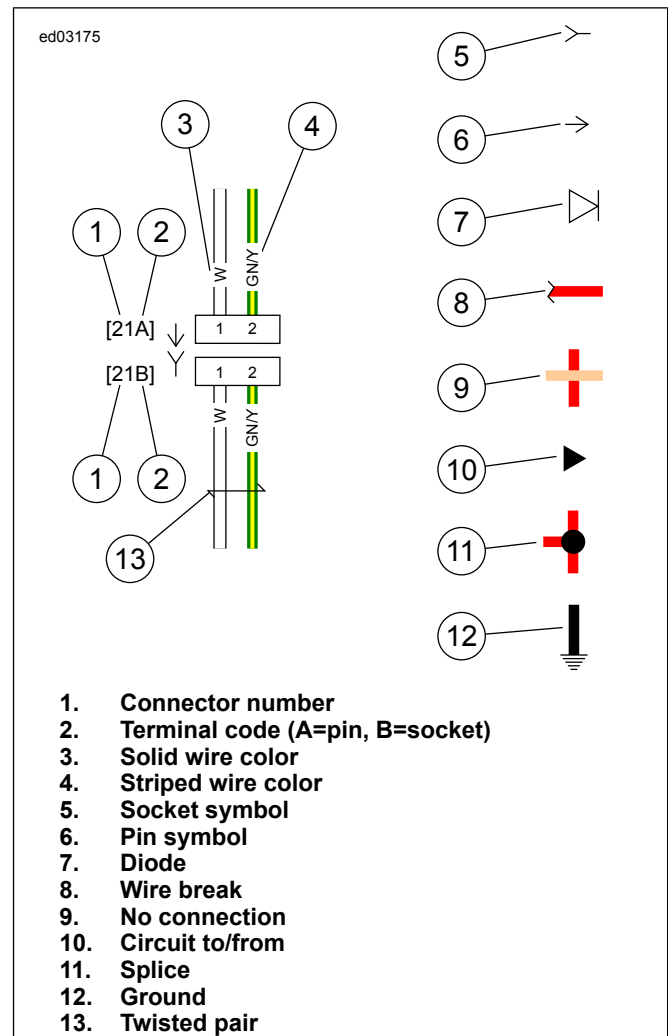 ed03175
5
3
4
6
1
2
7
W
GN/Y
8
[21A]
1 2
[21B]
1 2
9
W
GN/Y
1
2
10
13
11
12
1. Connector number
2. Terminal code (A=pin, B=socket)
3. Solid wire color
4. Striped wire color
5. Socket symbol
6. Pin symbol
7. Diode
8. Wire break
9. No connection
10. Circuit to/from
11. Splice
12. Ground
13. Twisted pair